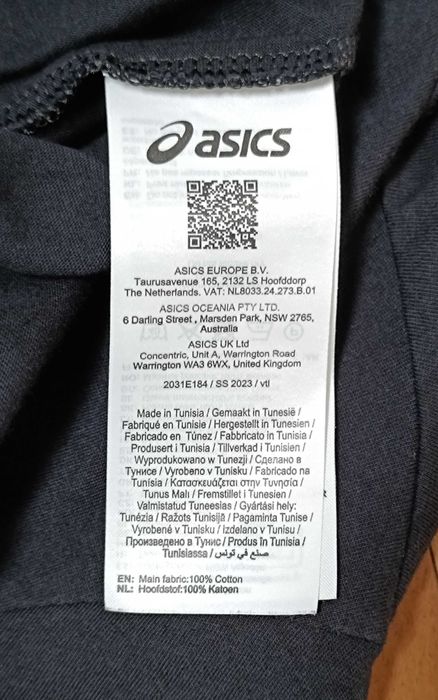 asics
ASICS EUROPE B.V.
Taurusavenue 165, 2132 LS Hoofddorp
The Netherlands. VAT: NL8033.24.273.B.01
ASICS OCEANIA PTY LTD.
6 Darling Street , Marsden Park, NSW 2765,
Australia
ASICS UK Ltd
Concentric, Unit A, Warrington Road
Warrington WA3 6WX, United Kingdom
2031E184 / SS 2023 / vtl
Made in Tunisia / Gemaakt in Tunesië /
Fabriqué en Tunisie / Hergestellt in Tunesien /
Fabricado en Túnez / Fabbricato in Tunisia /
Produsert i Tunisia / Tillverkad i Tunisien /
Wyprodukowano w Tunezji / Сделано в
Тунисе / Vyrobeno v Tunisku / Fabricado na
Tunísia / Κατασκευάζεται στην Τυνησία /
Tunus Malı / Fremstillet i Tunesien /
Valmistatud Tuneesias / Gyártási hely:
Tunézia / Ražots Tunisijā / Pagaminta Tunise /
Vyrobené v Tunisku / Izdelano v Tunisu /
Произведено в Тунис / Produs în Tunisia /
Tunisiassa / صنع في تونس
EN: Main fabric:100% Cotton
NL: Hoofdstof:100% Katoen